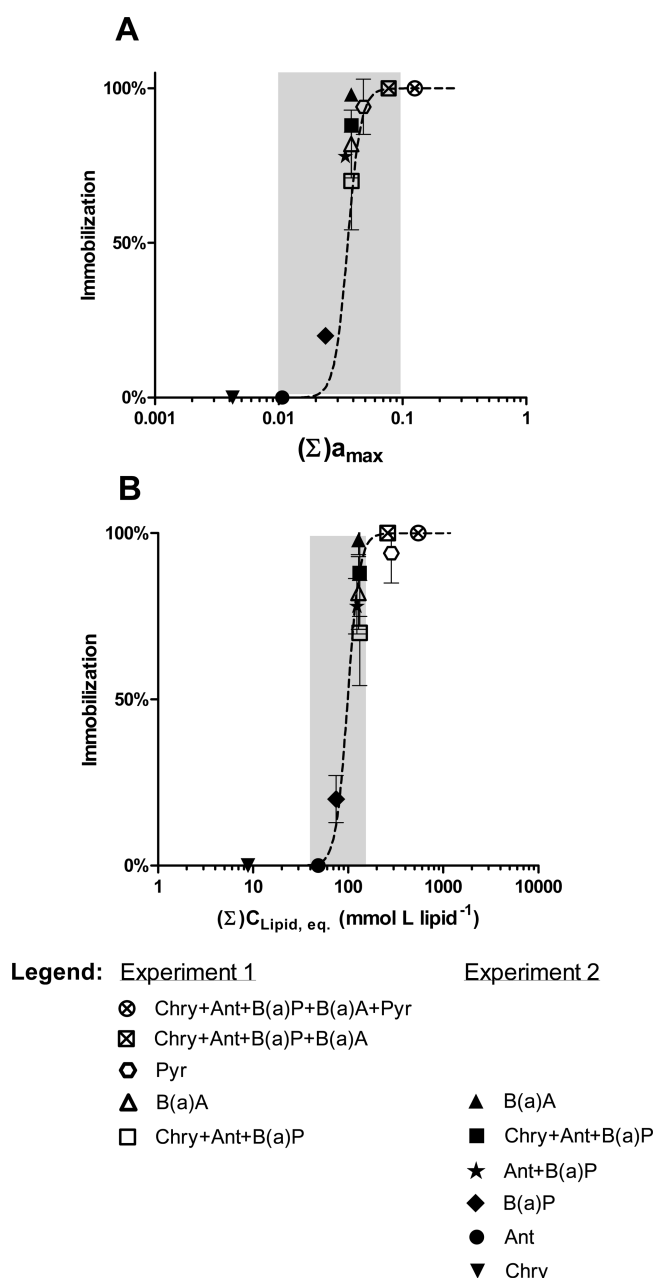 A
100%
50%
0%
Immobilization
0.001 0.01 0.1 1
(Σ)amax
B
100%
50%
0%
Immobilization
1 10 100 1000 10000
(Σ)CLipid, eq. (mmol L lipid-1)
Legend: Experiment 1 Experiment 2
Chry+Ant+B(a)P+B(a)A+Pyr
Chry+Ant+B(a)P+B(a)A
Pyr
B(a)A B(a)A
Chry+Ant+B(a)P Chry+Ant+B(a)P
Ant+B(a)P
B(a)P
Ant
Chry